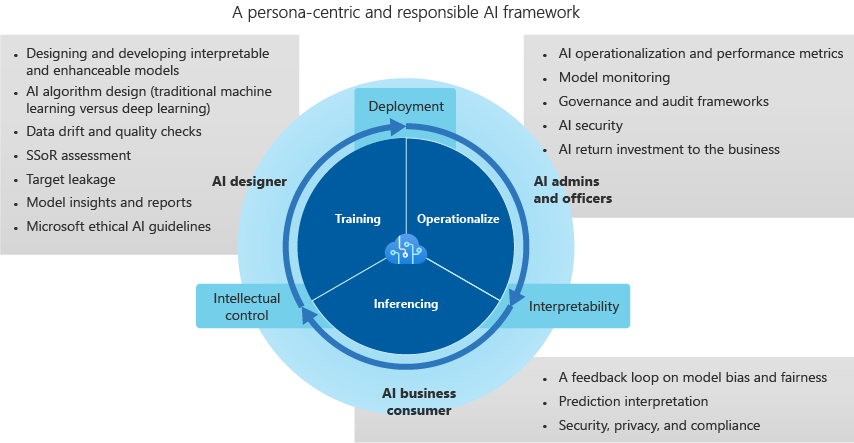 A persona-centric and responsible AI framework
• Designing and developing interpretable
and enhanceable models
• AI algorithm design (traditional machine
learning versus deep learning)
• Data drift and quality checks
• SSoR assessment
• Target leakage
• Model insights and reports
• Microsoft ethical AI guidelines
• AI operationalization and performance metrics
• Model monitoring
• Governance and audit frameworks
• AI security
• AI return investment to the business
Deployment
AI designer
AI admins
and officers
Training
Operationalize
Inferencing
Intellectual
control
Interpretability
AI business
consumer
• A feedback loop on model bias and fairness
• Prediction interpretation
• Security, privacy, and compliance